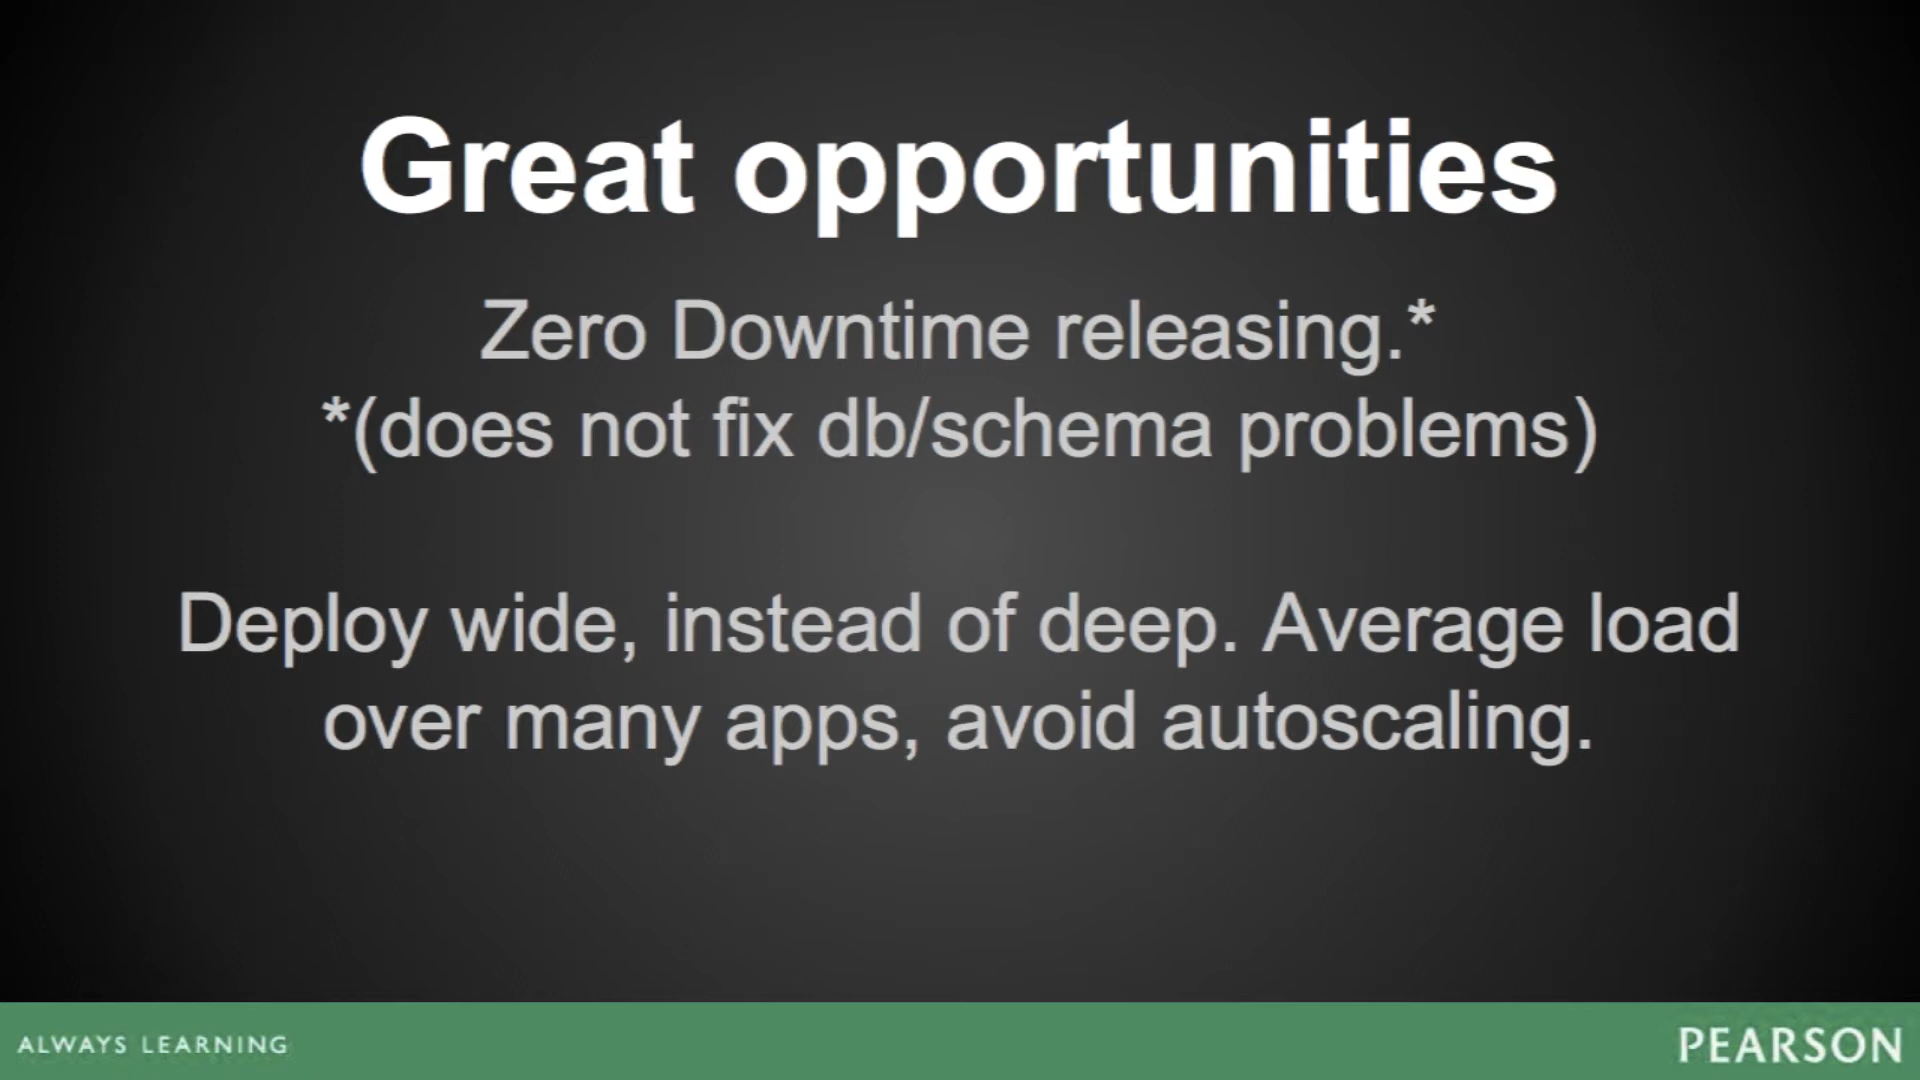 Great opportunities
Zero Downtime releasing.*
*(does not fix db/schema problems)
Deploy wide, instead of deep. Average load
over many apps, avoid autoscaling.
ALWAYS LEARNING
PEARSON